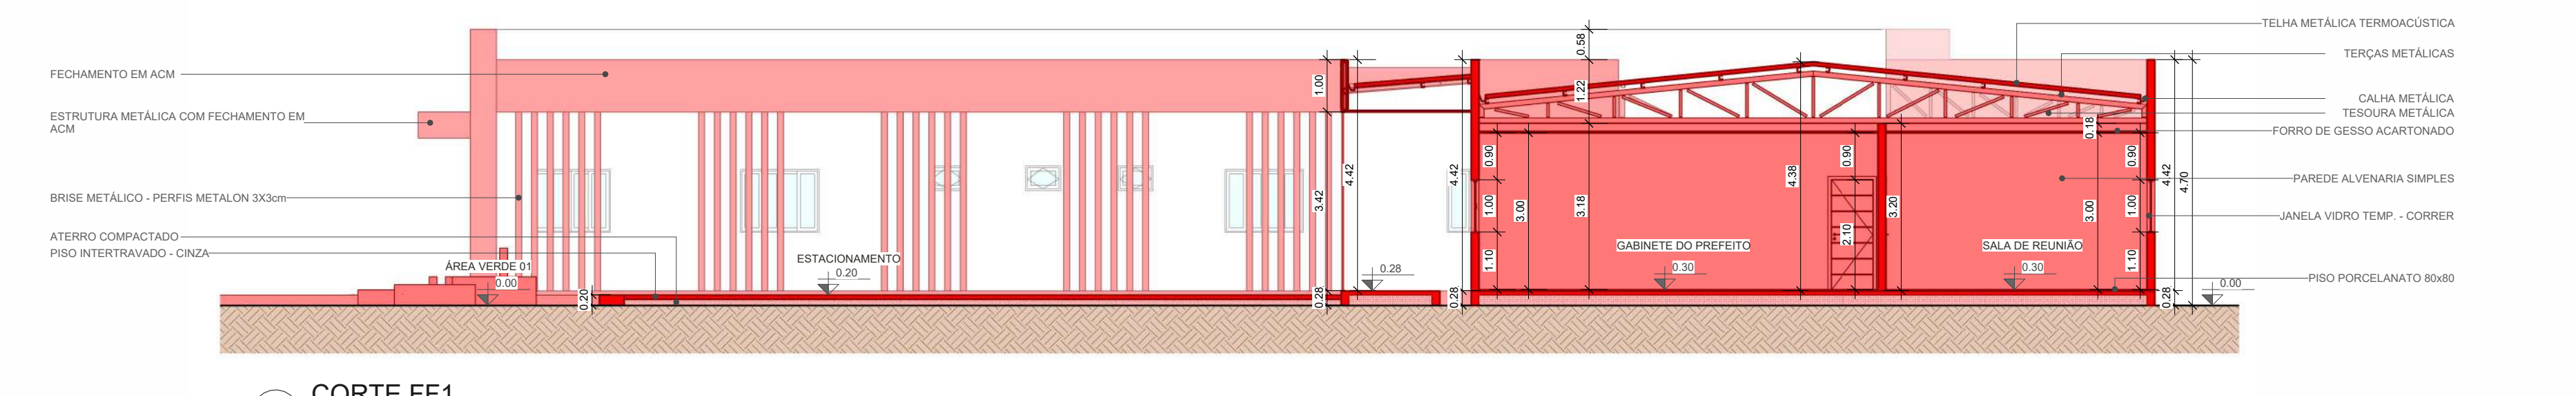 FECHAMENTO EM ACM
ESTRUTURA METÁLICA COM FECHAMENTO EM
ACM
BRISE METÁLICO - PERFIS METALON 3X3cm
ATERRO COMPACTADO
PISO INTERTRAVADO - CINZA
ÁREA VERDE 01
0.00
0.20
ESTACIONAMENTO
0.20
1.00
3.42
0.28
4.42
0.28
4.42
0.28
0.90
1.00
1.10
3.00
0.58
1.22
3.18
GABINETE DO PREFEITO
0.30
4.38
0.90
2.10
3.20
SALA DE REUNIÃO
0.30
0.18
3.00
0.90
1.00
1.10
4.42
0.28
4.70
0.00
TELHA METÁLICA TERMOACÚSTICA
TERÇAS METÁLICAS
CALHA METÁLICA
TESOURA METÁLICA
FORRO DE GESSO ACARTONADO
PAREDE ALVENARIA SIMPLES
JANELA VIDRO TEMP. - CORRER
PISO PORCELANATO 80x80
CORTE FF1